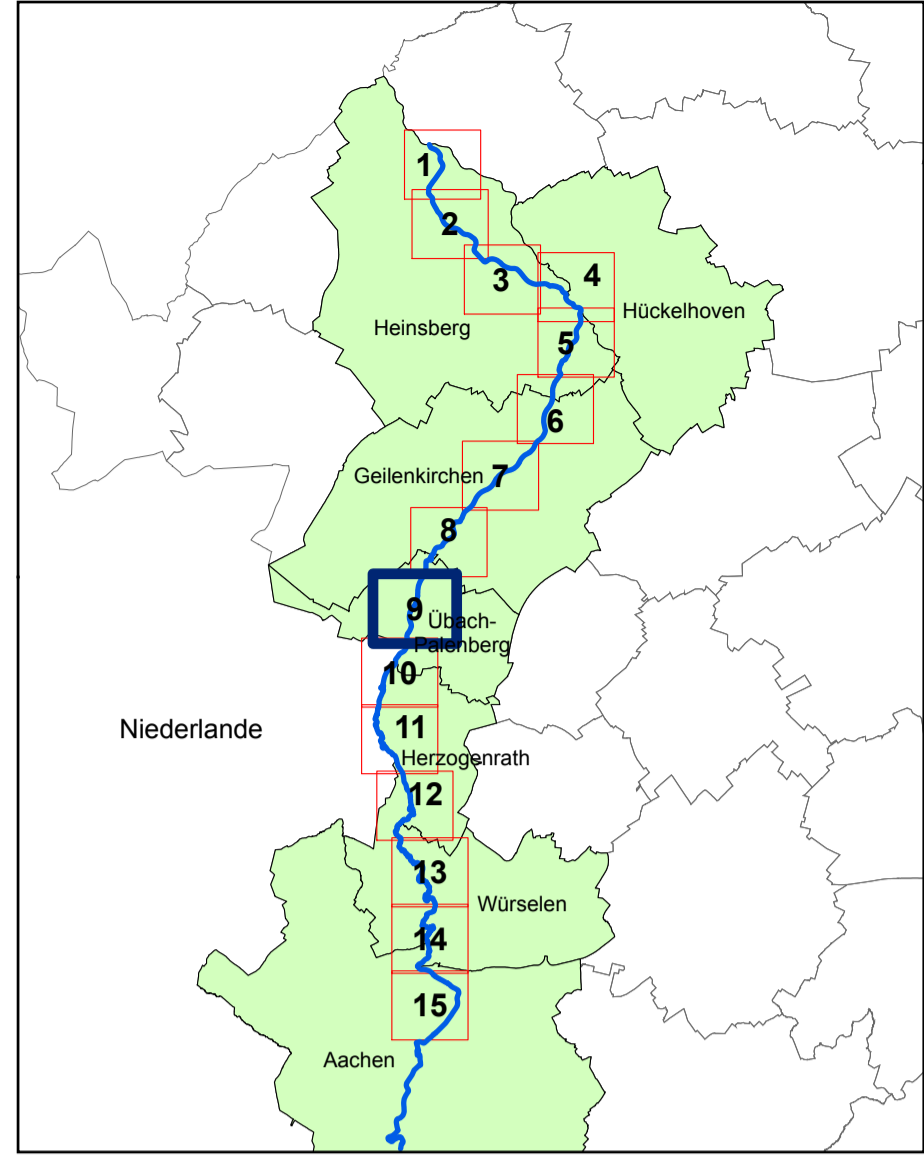 1
2
3
4
Hückelhoven
Heinsberg
5
6
Geilenkirchen
7
8
9
Übach-
Palenberg
10
Niederlande
11
Herzogenrath
12
13
Würselen
14
15
Aachen